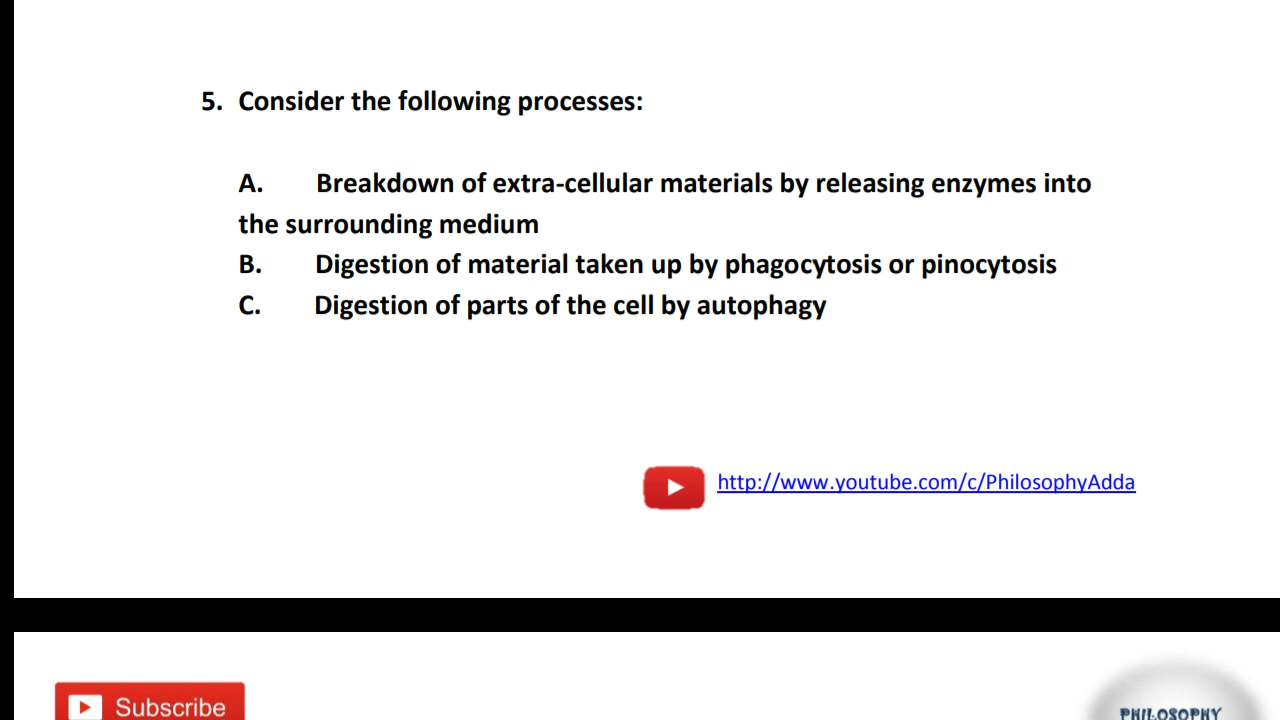 5. Consider the following processes:
A. Breakdown of extra-cellular materials by releasing enzymes into
the surrounding medium
B. Digestion of material taken up by phagocytosis or pinocytosis
C. Digestion of parts of the cell by autophagy
http://www.youtube.com/c/PhilosophyAdda
Subscribe
PHILOSOPHY